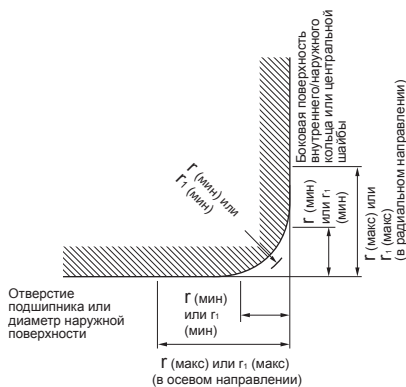 Боковая поверхность
внутреннего/наружного
кольца или центральной
шайбы
r (мин) или
r₁ (мин)
r (мин)
или r₁
(мин)
r (макс) или
r₁ (макс)
(в радиальном направлении)
Отверстие
подшипника или
диаметр наружной
поверхности
r (мин)
или r₁
(мин)
r (макс) или r₁ (макс)
(в осевом направлении)